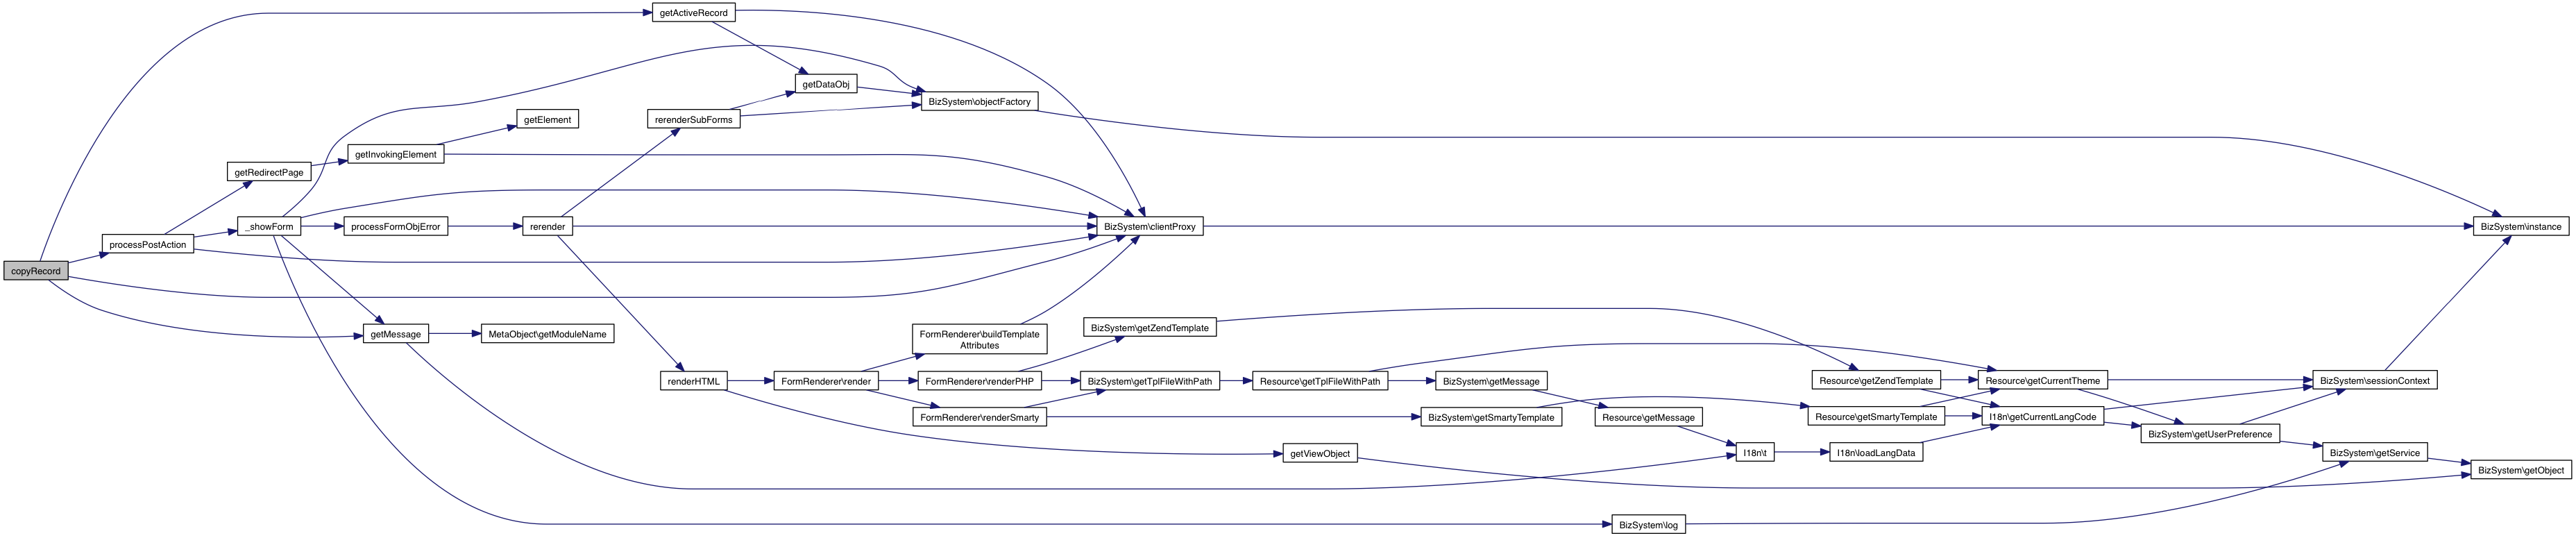 copyRecord
getActiveRecord
getDataObj
BizSystem\objectFactory
getElement
rerenderSubForms
getInvokingElement
getRedirectPage
processPostAction
_showForm
processFormObjError
rerender
BizSystem\clientProxy
BizSystem\instance
getMessage
MetaObject\getModuleName
FormRenderer\buildTemplate
Attributes
BizSystem\getZendTemplate
renderHTML
FormRenderer\render
FormRenderer\renderPHP
BizSystem\getTplFileWithPath
Resource\getTplFileWithPath
BizSystem\getMessage
Resource\getZendTemplate
Resource\getCurrentTheme
BizSystem\sessionContext
FormRenderer\renderSmarty
BizSystem\getSmartyTemplate
Resource\getMessage
Resource\getSmartyTemplate
I18n\getCurrentLangCode
BizSystem\getUserPreference
getViewObject
I18n\t
I18n\loadLangData
BizSystem\getService
BizSystem\getObject
BizSystem\log